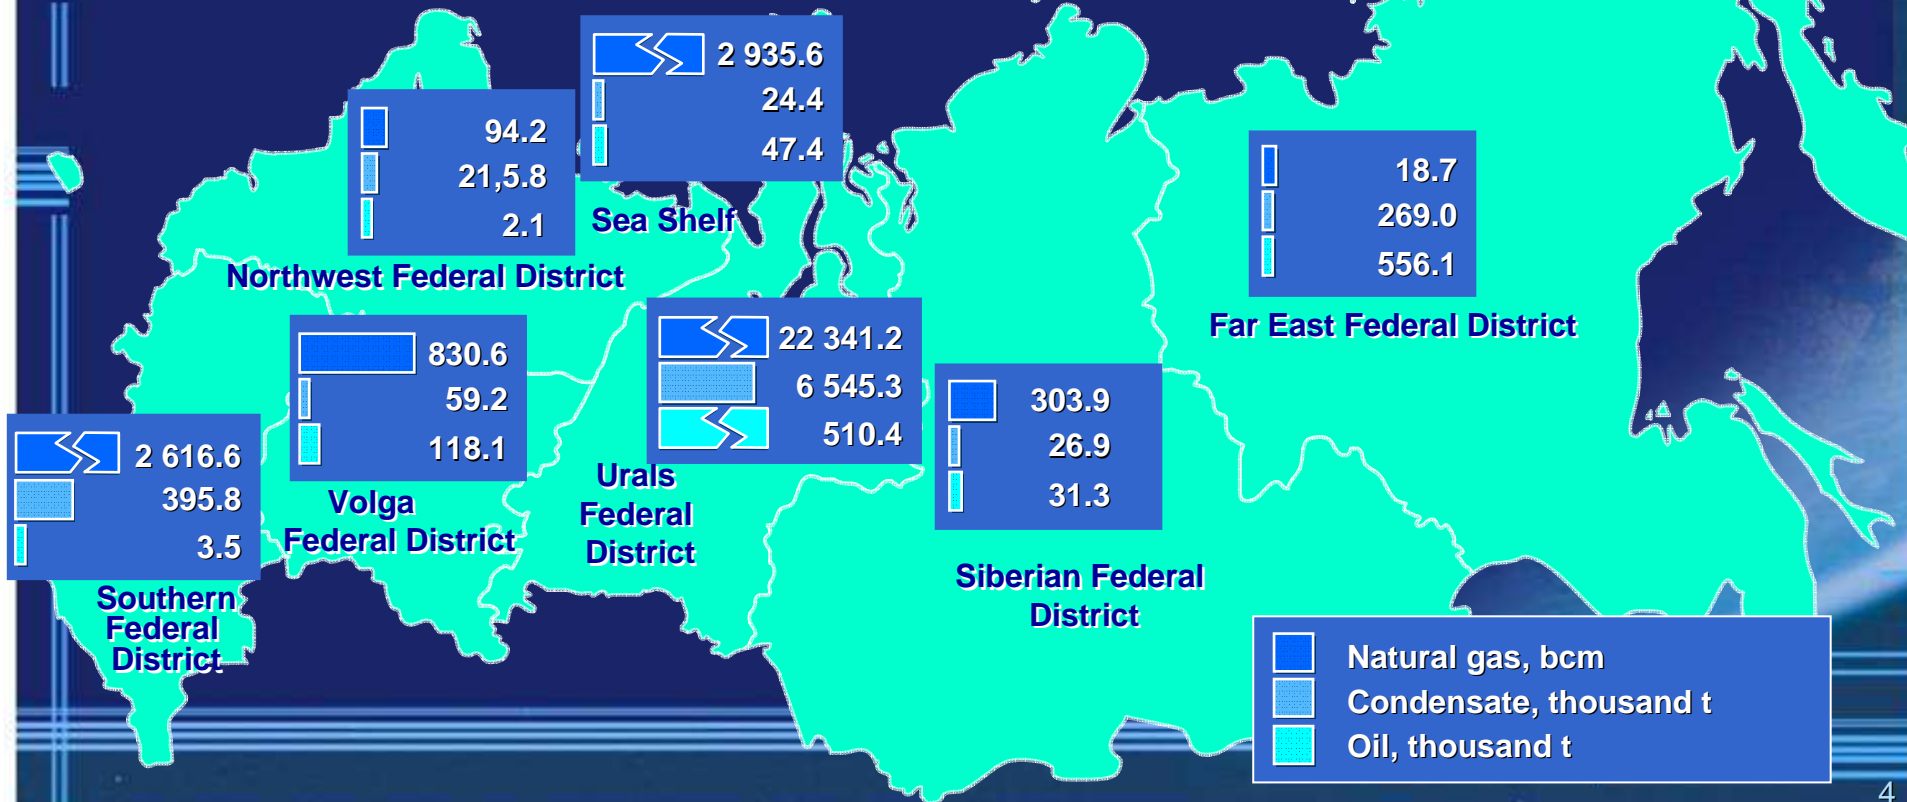 2 935.6
24.4
47.4
Sea Shelf
94.2
21,5.8
2.1
Northwest Federal District
18.7
269.0
556.1
Far East Federal District
830.6
59.2
118.1
Volga
Federal District
22 341.2
6 545.3
510.4
Urals
Federal
District
303.9
26.9
31.3
Siberian Federal
District
2 616.6
395.8
3.5
Southern
Federal
District
Natural gas, bcm
Condensate, thousand t
Oil, thousand t
4